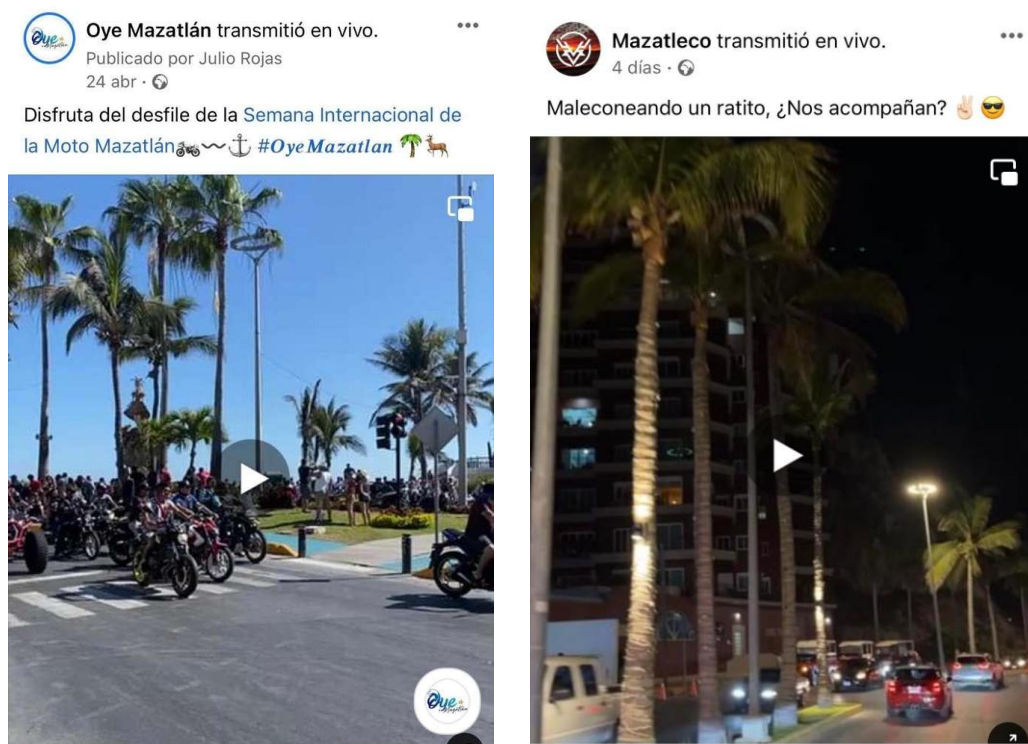 Oye Mazatlán transmitió en vivo.
Publicado por Julio Rojas
24 abr ·
Disfruta del desfile de la Semana Internacional de
la Moto Mazatlán🏍️〰️⚓ #OyeMazatlan 🌴🦌
Oye
Mazatleco transmitió en vivo.
4 días ·
Maleconeando un ratito, ¿Nos acompañan? ✌🏻😎